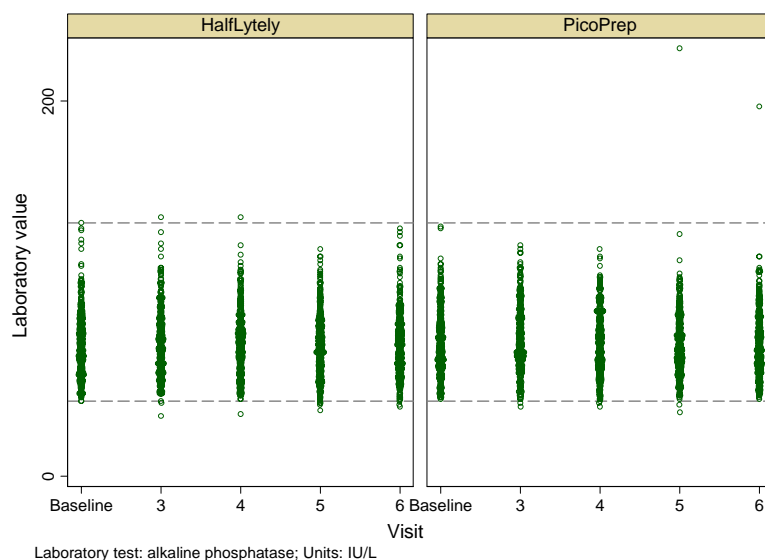 HalfLytely PicoPrep
200
0
Laboratory value
Baseline 3 4 5 6 Baseline 3 4 5 6
Visit
Laboratory test: alkaline phosphatase; Units: IU/L